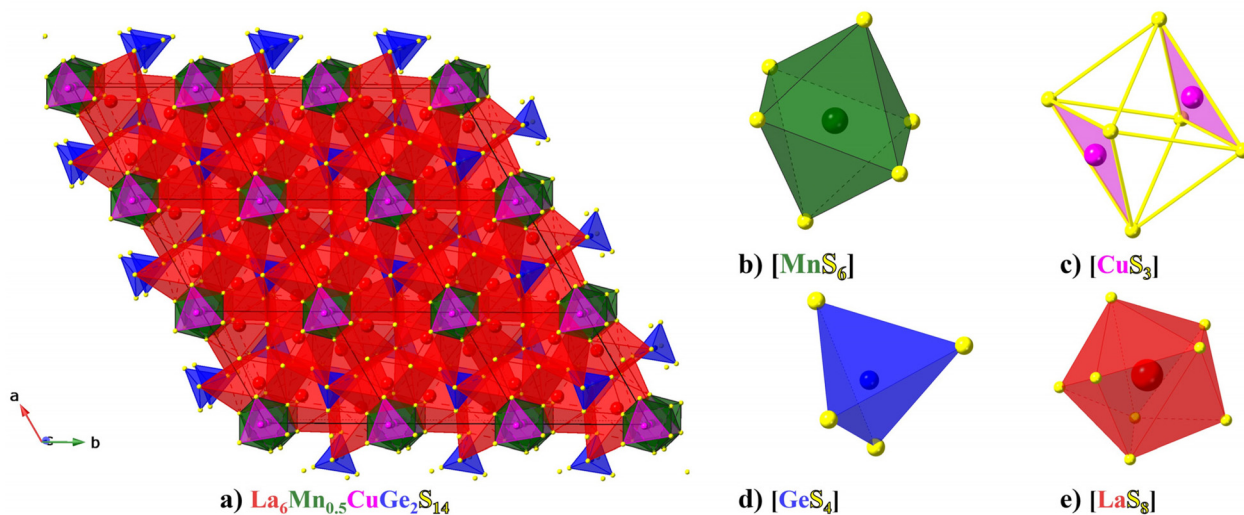 b) [MnS₆]
c) [CuS₃]
a
c
b
a) La₆Mn₀.₅CuGe₂S₁₄
d) [GeS₄]
e) [LaS₈]